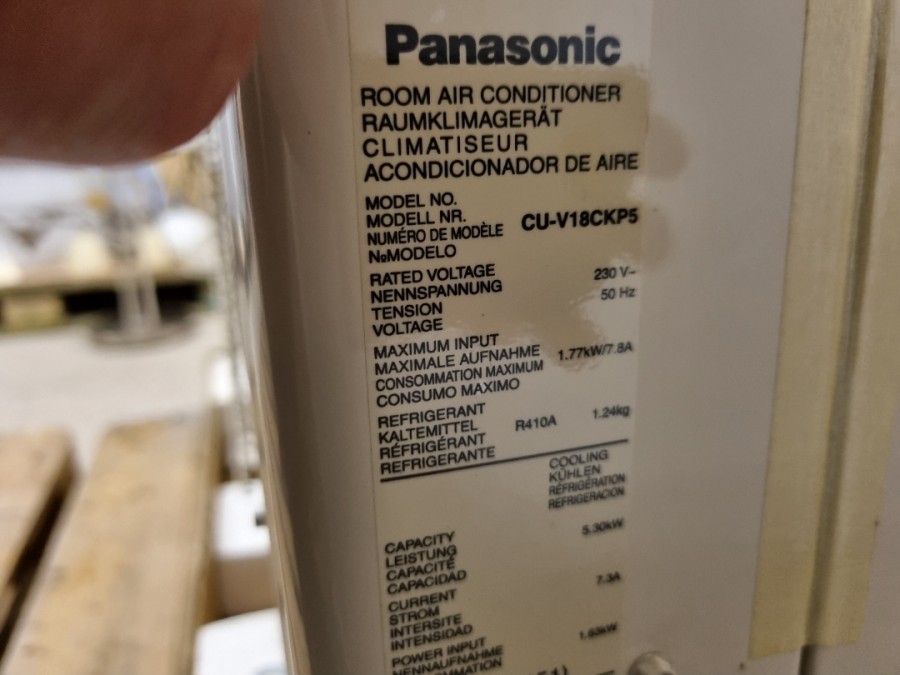 Panasonic
ROOM AIR CONDITIONER
RAUMKLIMAGERÄT
CLIMATISEUR
ACONDICIONADOR DE AIRE
MODEL NO.
MODELL NR.
NUMÉRO DE MODÈLE CU-V18CKP5
NºMODELO
RATED VOLTAGE 230 V~
NENNSPANNUNG 50 Hz
TENSION
VOLTAGE
MAXIMUM INPUT
MAXIMALE AUFNAHME 1.77kW/7.8A
CONSOMMATION MAXIMUM
CONSUMO MAXIMO
REFRIGERANT
KALTEMITTEL R410A 1.24kg
RÉFRIGÉRANT
REFRIGERANTE
COOLING
KÜHLEN
RÉFRIGÉRATION
REFRIGERACION
CAPACITY 5.30kW
LEISTUNG
CAPACITÉ
CAPACIDAD
CURRENT 7.3A
STROM
INTERSITE
INTENSIDAD
POWER INPUT 1.63kW
NENNAUFNAHME